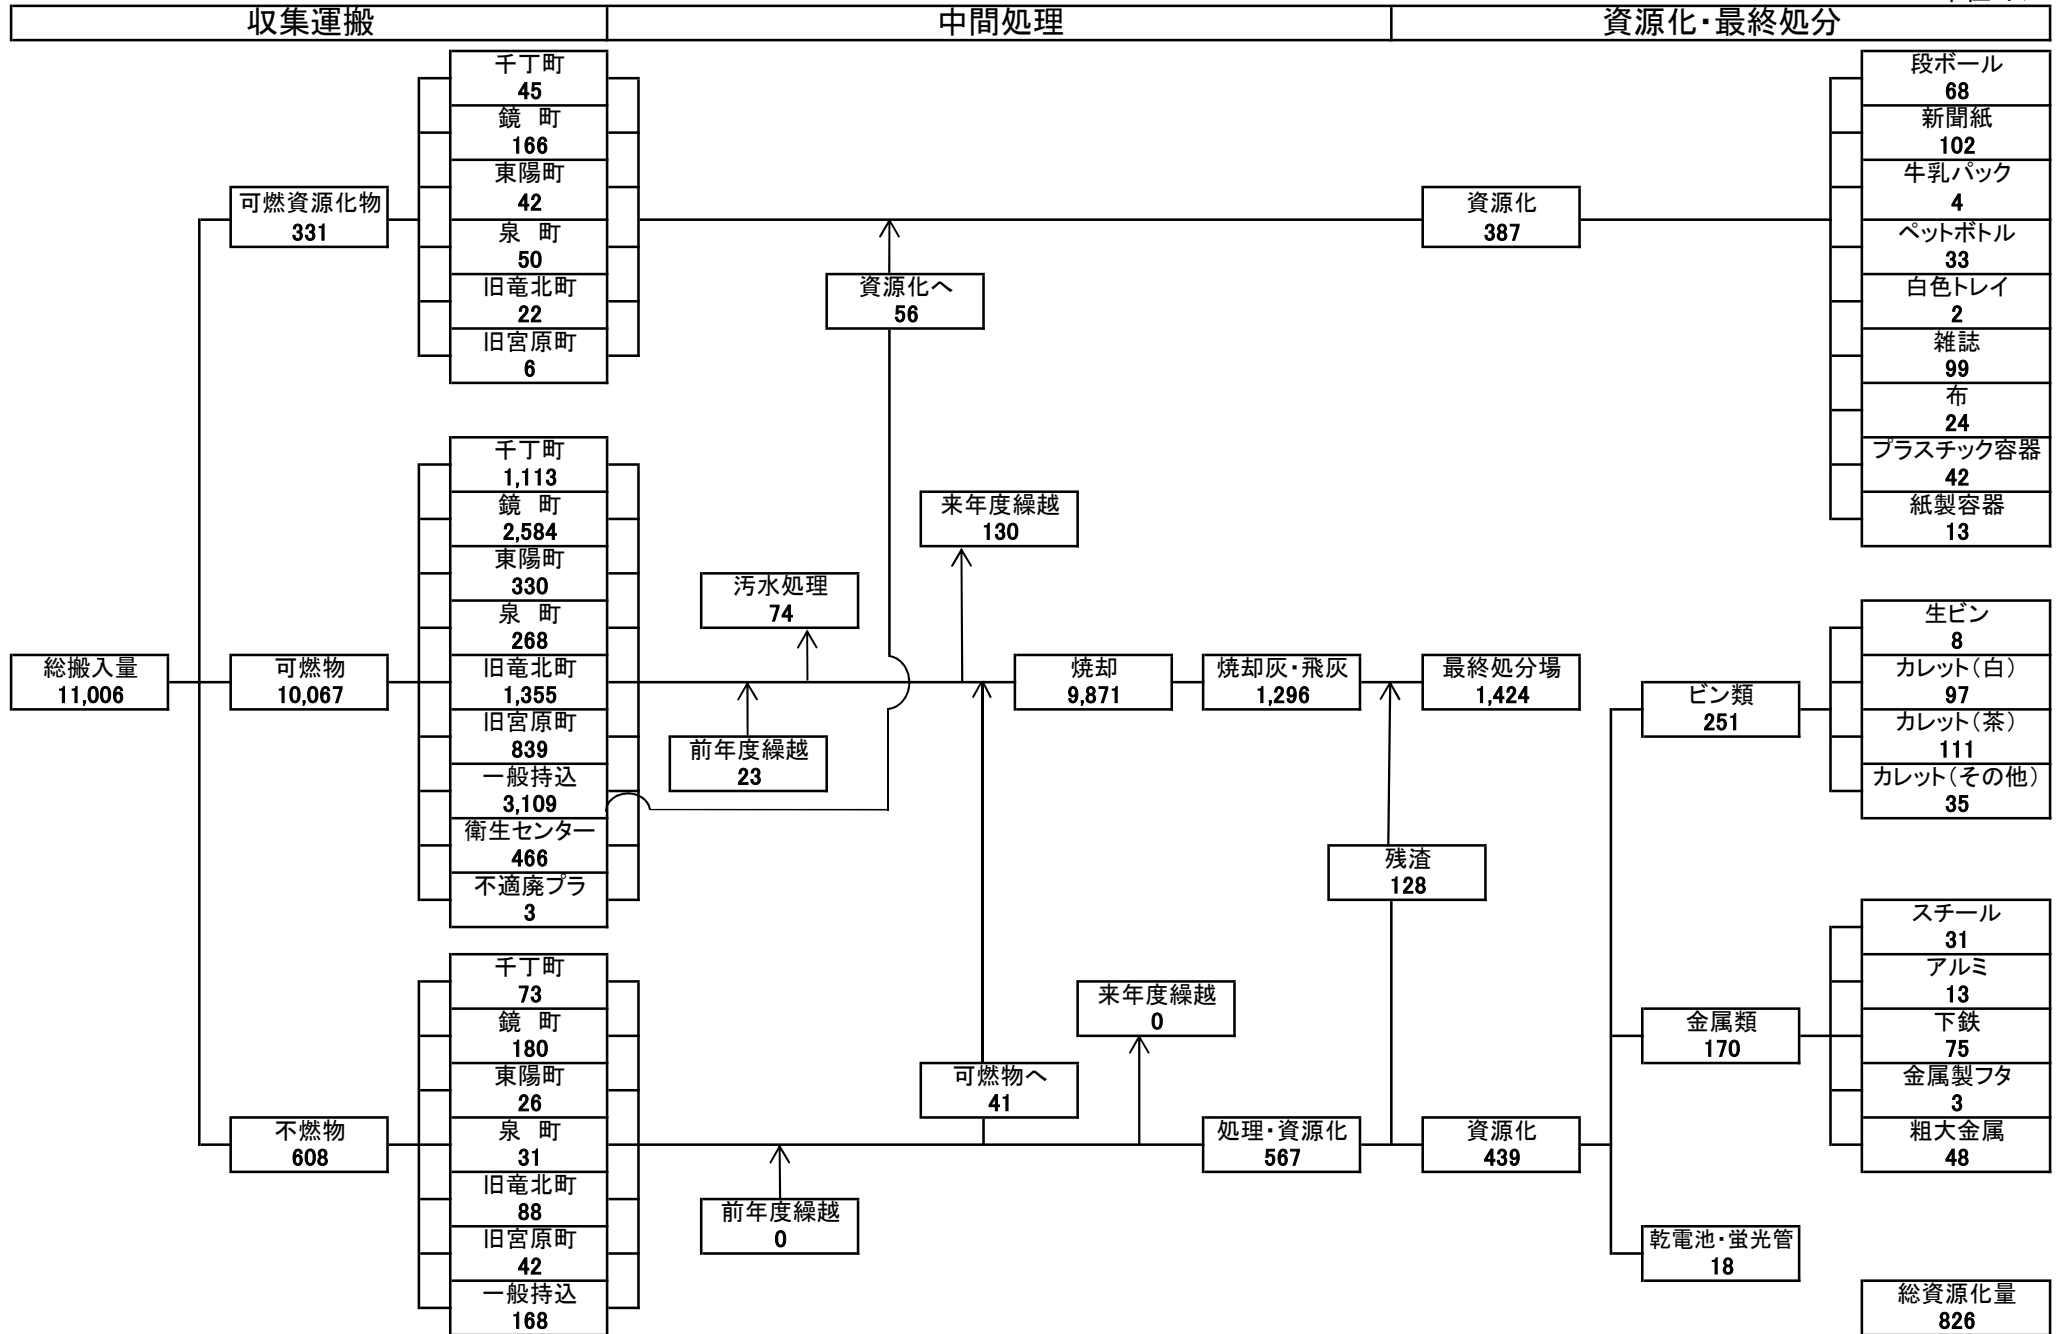 収集運搬
中間処理
資源化・最終処分
千丁町
45
鏡 町
166
東陽町
42
泉 町
50
旧竜北町
22
旧宮原町
6
可燃資源化物
331
資源化へ
56
資源化
387
段ボール
68
新聞紙
102
牛乳パック
4
ペットボトル
33
白色トレイ
2
雑誌
99
布
24
プラスチック容器
42
紙製容器
13
総搬入量
11,006
可燃物
10,067
千丁町
1,113
鏡 町
2,584
東陽町
330
泉 町
268
旧竜北町
1,355
旧宮原町
839
一般持込
3,109
衛生センター
466
不適廃プラ
3
汚水処理
74
前年度繰越
23
来年度繰越
130
焼却
9,871
焼却灰・飛灰
1,296
最終処分場
1,424
残渣
128
不燃物
608
千丁町
73
鏡 町
180
東陽町
26
泉 町
31
旧竜北町
88
旧宮原町
42
一般持込
168
前年度繰越
0
可燃物へ
41
来年度繰越
0
処理・資源化
567
資源化
439
ビン類
251
生ビン
8
カレット(白)
97
カレット(茶)
111
カレット(その他)
35
金属類
170
スチール
31
アルミ
13
下鉄
75
金属製フタ
3
粗大金属
48
乾電池・蛍光管
18
総資源化量
826